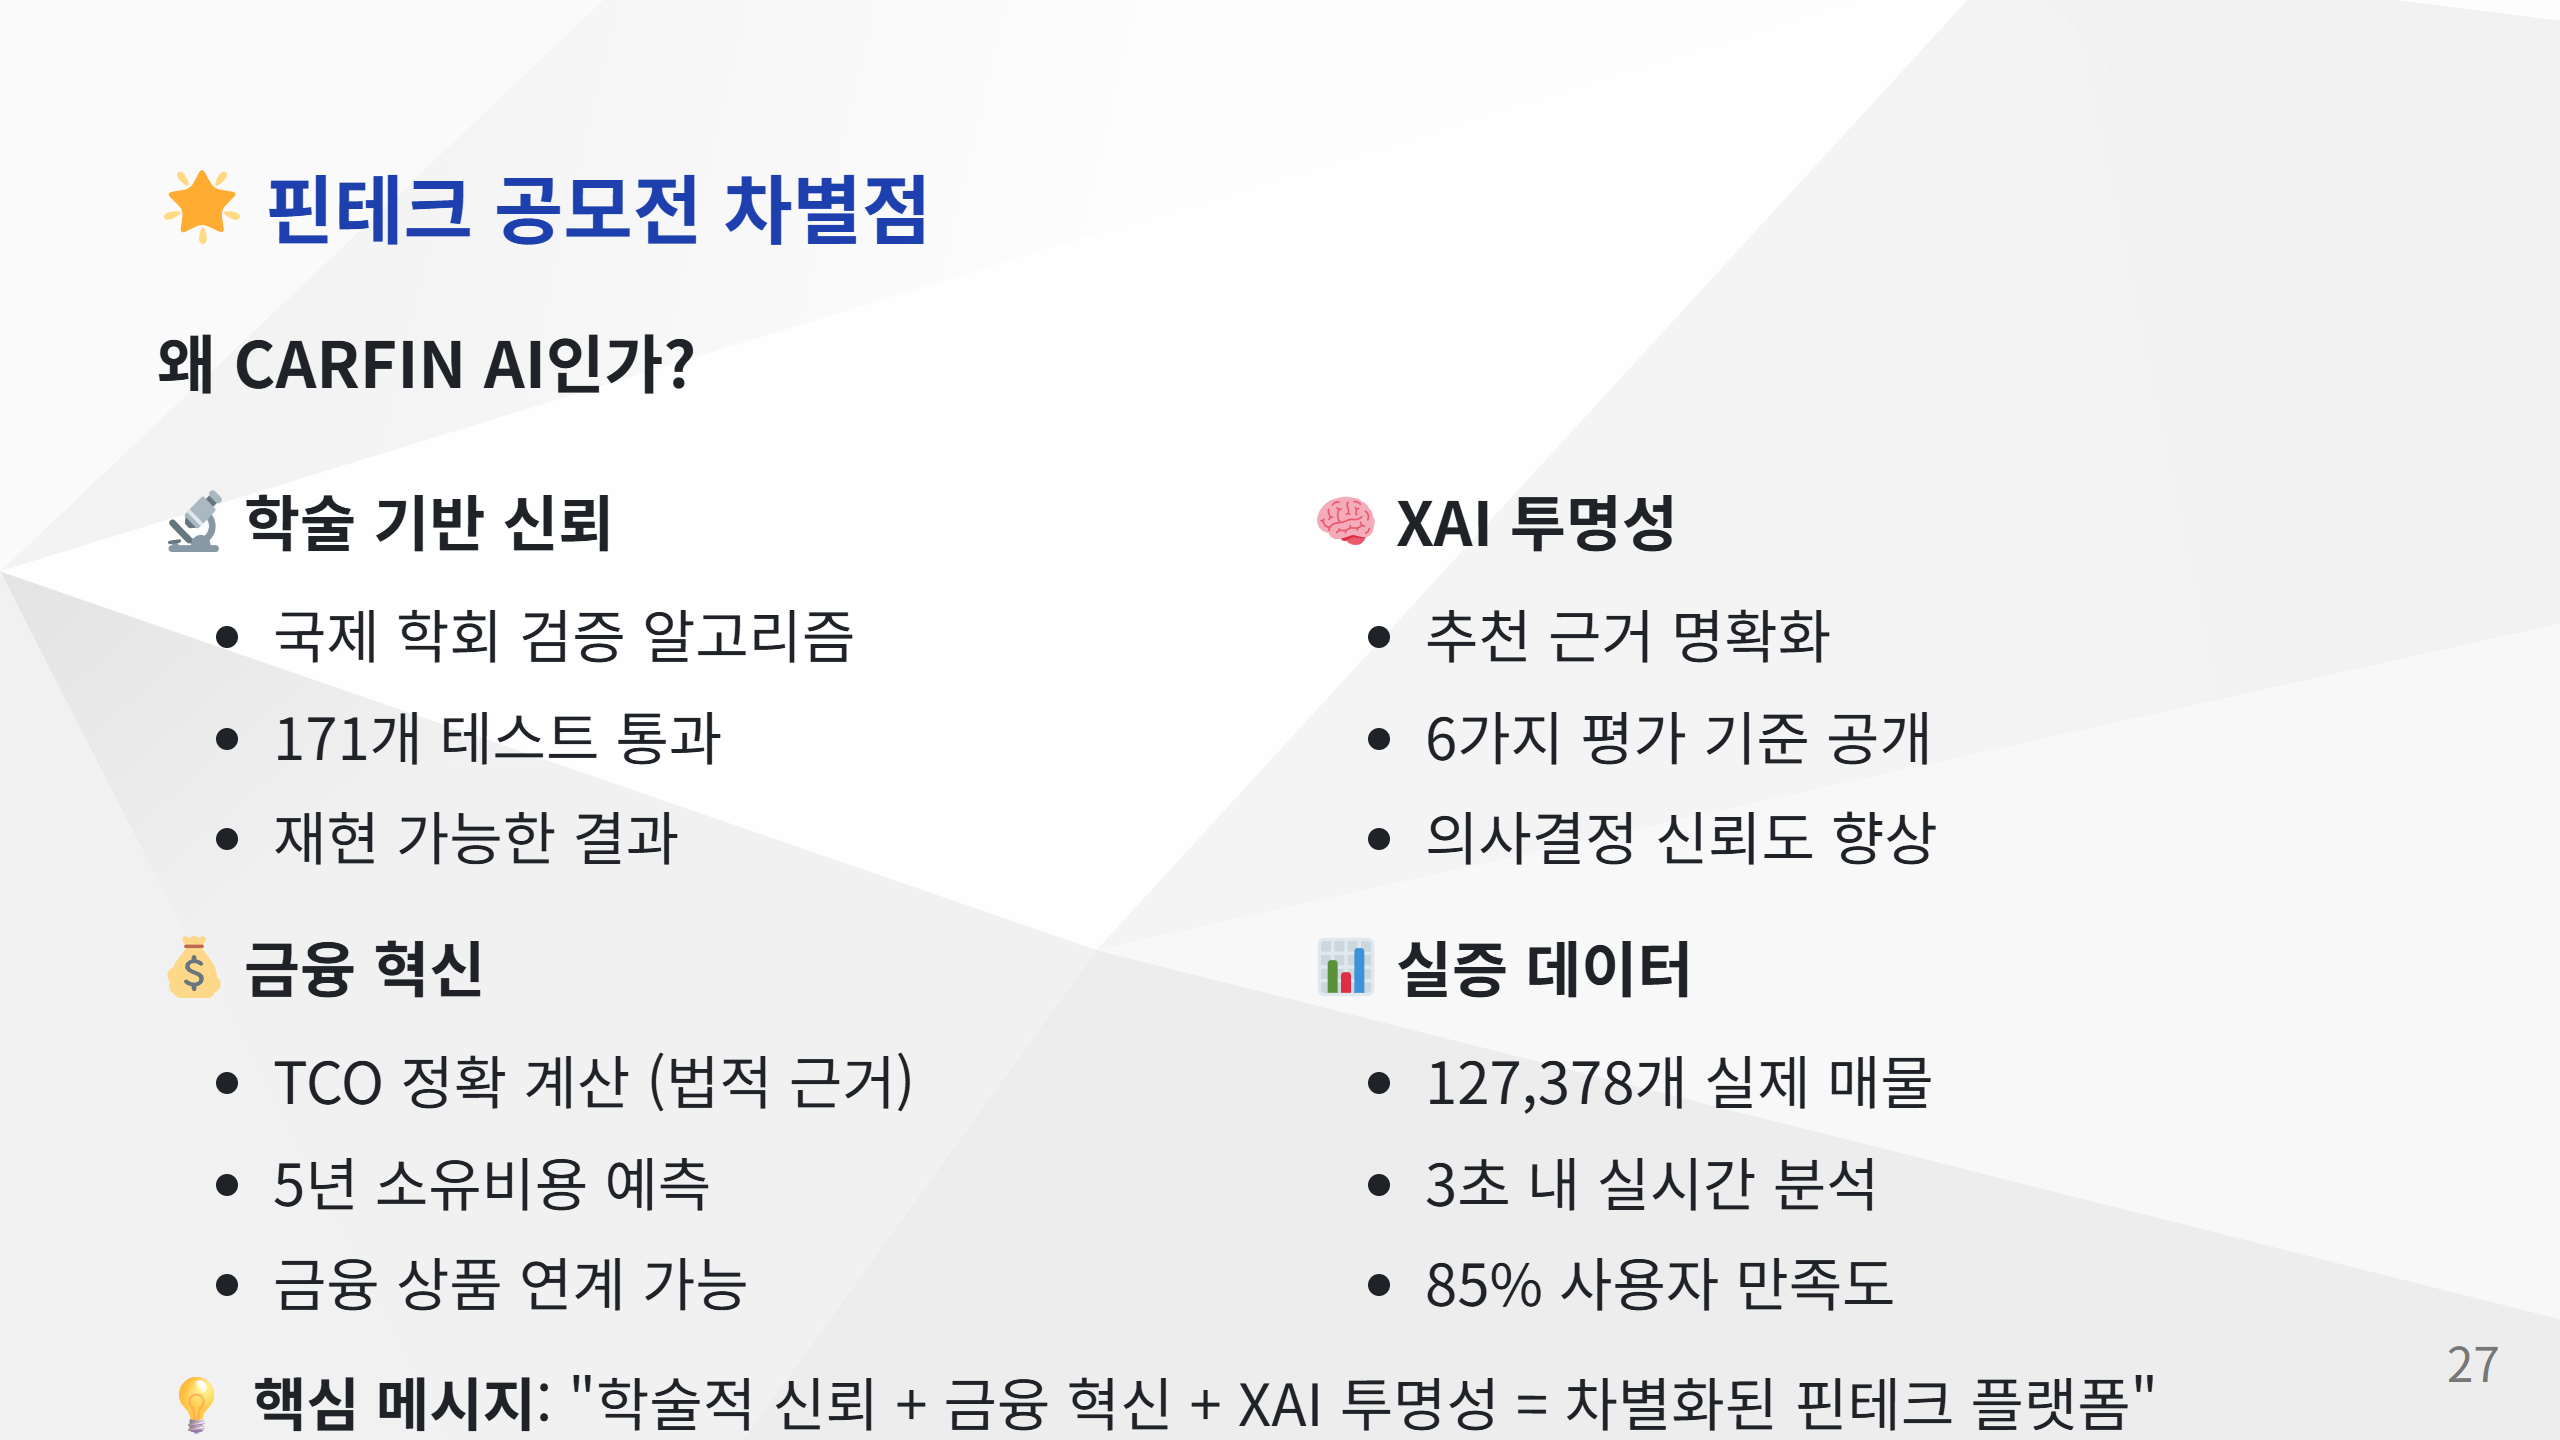 🌟 핀테크 공모전 차별점
왜 CARFIN AI인가?
🔬 학술 기반 신뢰
• 국제 학회 검증 알고리즘
• 171개 테스트 통과
• 재현 가능한 결과
💰 금융 혁신
• TCO 정확 계산 (법적 근거)
• 5년 소유비용 예측
• 금융 상품 연계 가능
🧠 XAI 투명성
• 추천 근거 명확화
• 6가지 평가 기준 공개
• 의사결정 신뢰도 향상
📊 실증 데이터
• 127,378개 실제 매물
• 3초 내 실시간 분석
• 85% 사용자 만족도
💡 핵심 메시지: "학술적 신뢰 + 금융 혁신 + XAI 투명성 = 차별화된 핀테크 플랫폼"
27